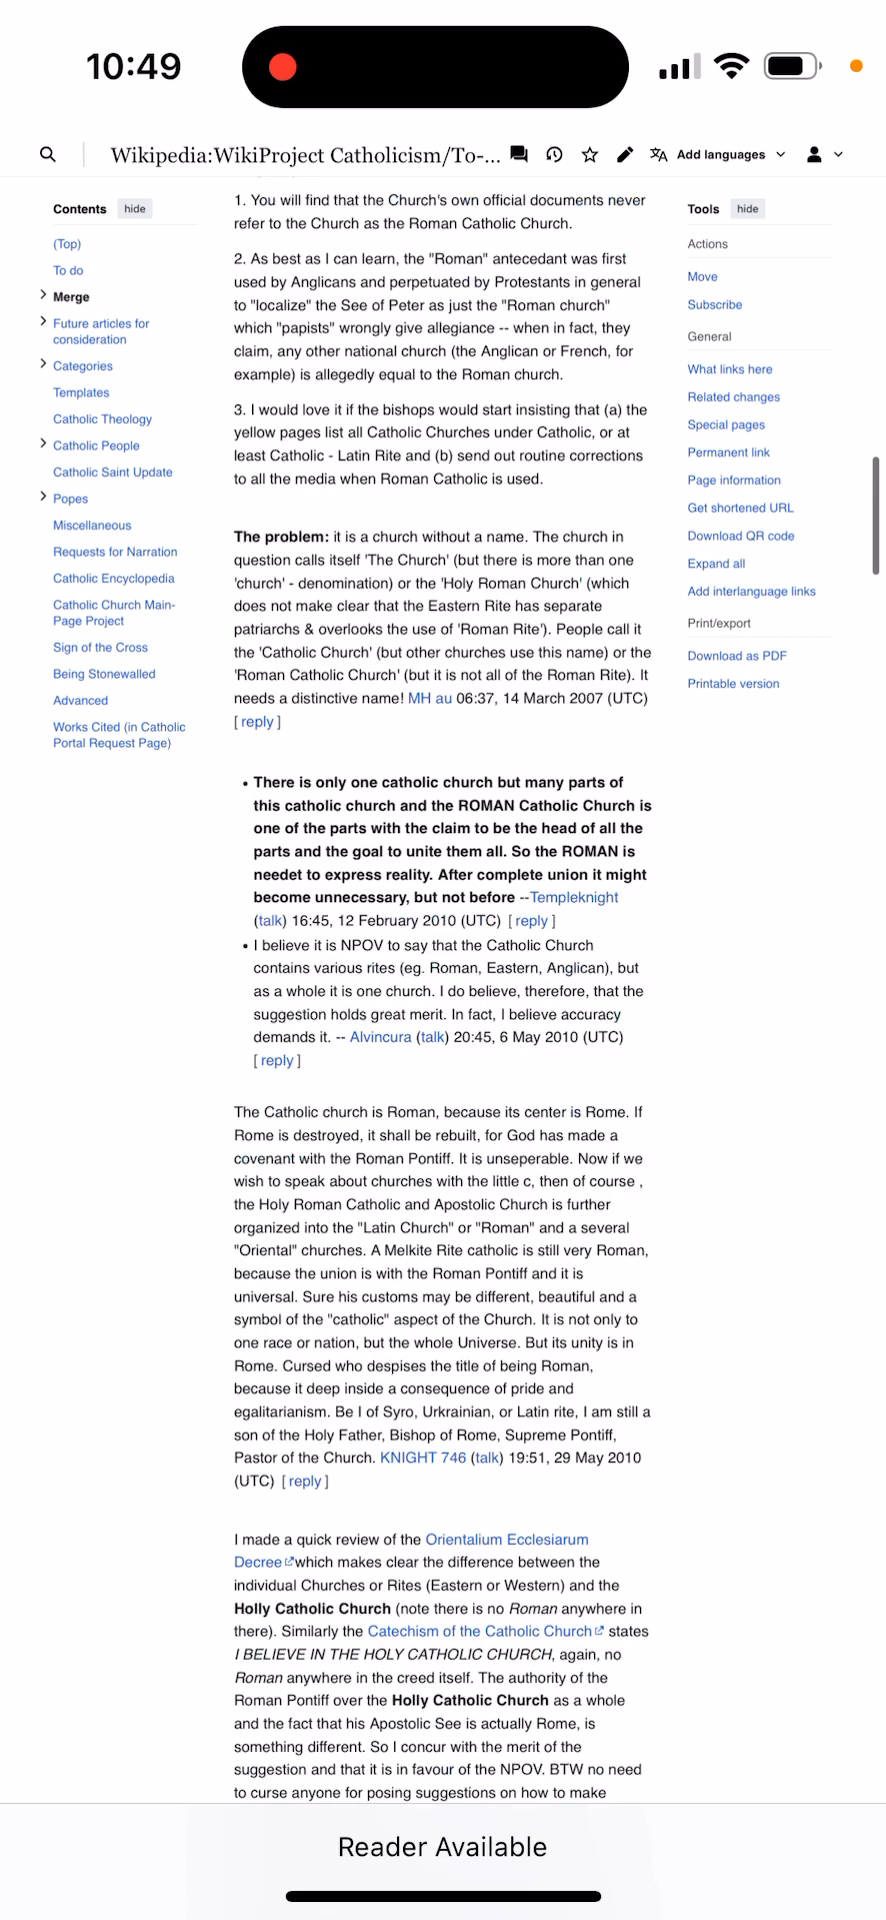 10:49
Wikipedia:WikiProject Catholicism/To-...
Add languages
Contents hide
(Top)
To do
Merge
Future articles for
consideration
Categories
Templates
Catholic Theology
Catholic People
Catholic Saint Update
Popes
Miscellaneous
Requests for Narration
Catholic Encyclopedia
Catholic Church Main-
Page Project
Sign of the Cross
Being Stonewalled
Advanced
Works Cited (in Catholic
Portal Request Page)
1. You will find that the Church's own official documents never
refer to the Church as the Roman Catholic Church.
2. As best as I can learn, the "Roman" antecedant was first
used by Anglicans and perpetuated by Protestants in general
to "localize" the See of Peter as just the "Roman church"
which "papists" wrongly give allegiance -- when in fact, they
claim, any other national church (the Anglican or French, for
example) is allegedly equal to the Roman church.
3. I would love it if the bishops would start insisting that (a) the
yellow pages list all Catholic Churches under Catholic, or at
least Catholic - Latin Rite and (b) send out routine corrections
to all the media when Roman Catholic is used.
The problem: it is a church without a name. The church in
question calls itself 'The Church' (but there is more than one
'church' - denomination) or the 'Holy Roman Church' (which
does not make clear that the Eastern Rite has separate
patriarchs & overlooks the use of 'Roman Rite'). People call it
the 'Catholic Church' (but other churches use this name) or the
'Roman Catholic Church' (but it is not all of the Roman Rite). It
needs a distinctive name! MH au 06:37, 14 March 2007 (UTC)
[ reply ]
• There is only one catholic church but many parts of
this catholic church and the ROMAN Catholic Church is
one of the parts with the claim to be the head of all the
parts and the goal to unite them all. So the ROMAN is
needet to express reality. After complete union it might
become unnecessary, but not before --Templeknight
(talk) 16:45, 12 February 2010 (UTC) [ reply ]
• I believe it is NPOV to say that the Catholic Church
contains various rites (eg. Roman, Eastern, Anglican), but
as a whole it is one church. I do believe, therefore, that the
suggestion holds great merit. In fact, I believe accuracy
demands it. -- Alvincura (talk) 20:45, 6 May 2010 (UTC)
[ reply ]
The Catholic church is Roman, because its center is Rome. If
Rome is destroyed, it shall be rebuilt, for God has made a
covenant with the Roman Pontiff. It is unseperable. Now if we
wish to speak about churches with the little c, then of course ,
the Holy Roman Catholic and Apostolic Church is further
organized into the "Latin Church" or "Roman" and a several
"Oriental" churches. A Melkite Rite catholic is still very Roman,
because the union is with the Roman Pontiff and it is
universal. Sure his customs may be different, beautiful and a
symbol of the "catholic" aspect of the Church. It is not only to
one race or nation, but the whole Universe. But its unity is in
Rome. Cursed who despises the title of being Roman,
because it deep inside a consequence of pride and
egalitarianism. Be I of Syro, Urkrainian, or Latin rite, I am still a
son of the Holy Father, Bishop of Rome, Supreme Pontiff,
Pastor of the Church. KNIGHT 746 (talk) 19:51, 29 May 2010
(UTC) [ reply ]
I made a quick review of the Orientalium Ecclesiarum
Decree which makes clear the difference between the
individual Churches or Rites (Eastern or Western) and the
Holly Catholic Church (note there is no Roman anywhere in
there). Similarly the Catechism of the Catholic Church states
I BELIEVE IN THE HOLY CATHOLIC CHURCH, again, no
Roman anywhere in the creed itself. The authority of the
Roman Pontiff over the Holly Catholic Church as a whole
and the fact that his Apostolic See is actually Rome, is
something different. So I concur with the merit of the
suggestion and that it is in favour of the NPOV. BTW no need
to curse anyone for posing suggestions on how to make
Tools hide
Actions
Move
Subscribe
General
What links here
Related changes
Special pages
Permanent link
Page information
Get shortened URL
Download QR code
Expand all
Add interlanguage links
Print/export
Download as PDF
Printable version
Reader Available